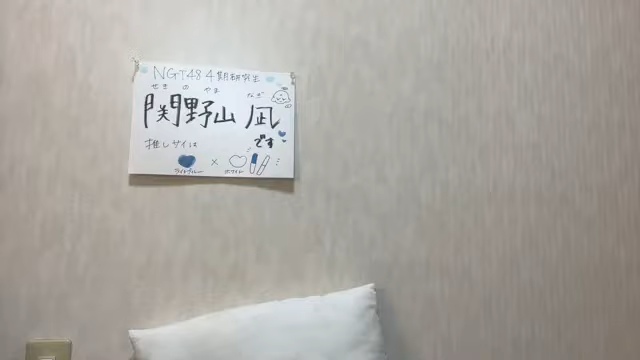 NGT48 4期研究生
せきの やま なぎ
関野山 凪
です
推しサイは
×
ライトブルー ホワイト